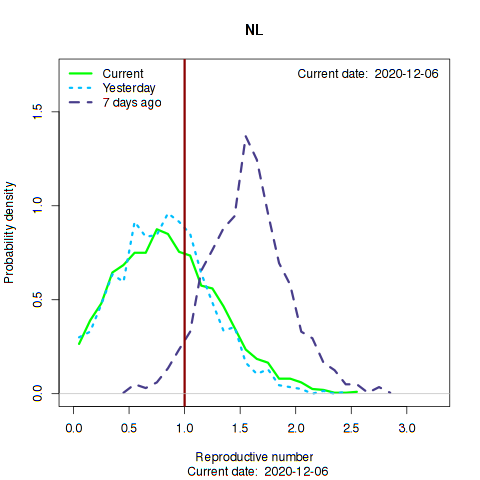 NL
Current
Yesterday
7 days ago
Current date:  2020-12-06
Probability density
0.0
0.5
1.0
1.5
0.0 0.5 1.0 1.5 2.0 2.5 3.0
Reproductive number
Current date:  2020-12-06